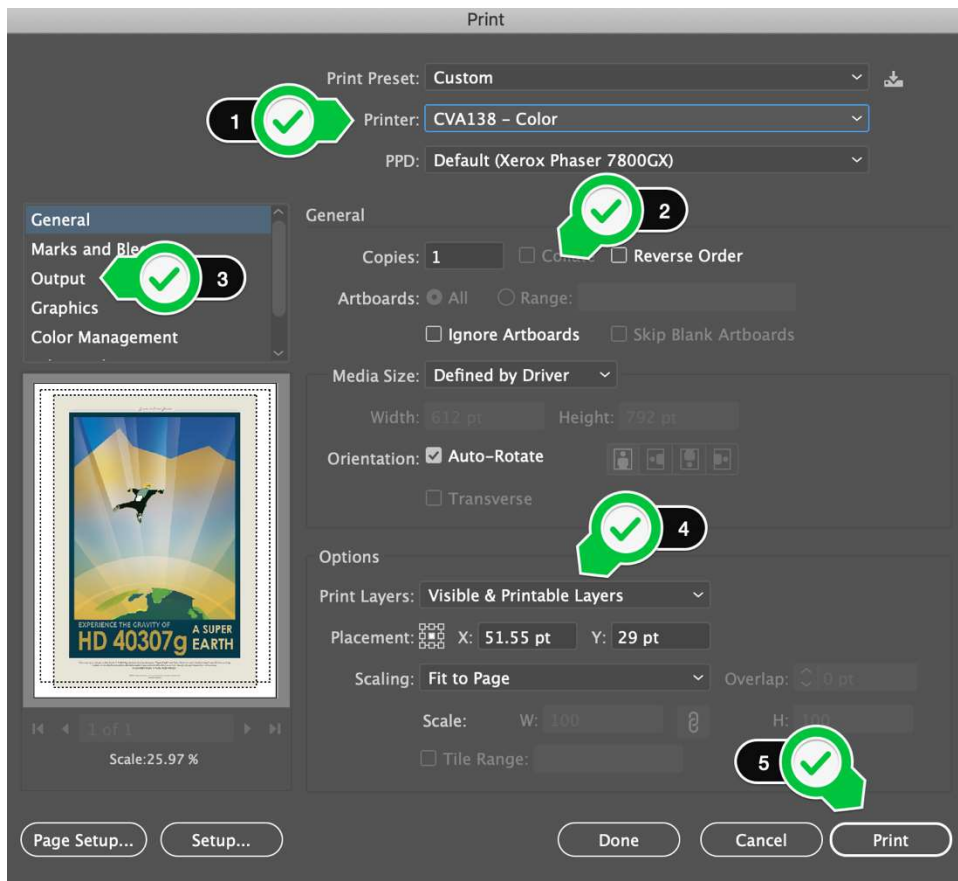 Print
Print Preset: Custom
1 Printer: CVA138 – Color
PPD: Default (Xerox Phaser 7800GX)
2
General
Marks and
Output 3
Graphics
Color Management
General
Copies: 1 Reverse Order
Artboards: All Range:
Ignore Artboards Skip Blank Artboards
Media Size: Defined by Driver
Width: 612 pt Height: 792 pt
Orientation: Auto-Rotate
Transverse
4
Options
Print Layers: Visible & Printable Layers
Placement: X: 51.55 pt Y: 29 pt
Scaling: Fit to Page Overlap: 0 pt
Scale: W: 100 H: 100
Tile Range:
5
EXPERIENCE THE GRAVITY OF
HD 40307g A SUPER
EARTH
1 of 1
Scale:25.97 %
Page Setup... Setup... Done Cancel Print